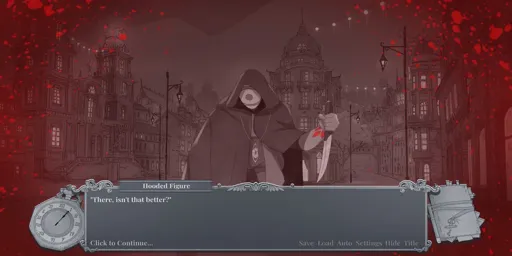 Hooded Figure
"There, isn't that better?"
Click to Continue...
Save Load Auto Settings Hide Title